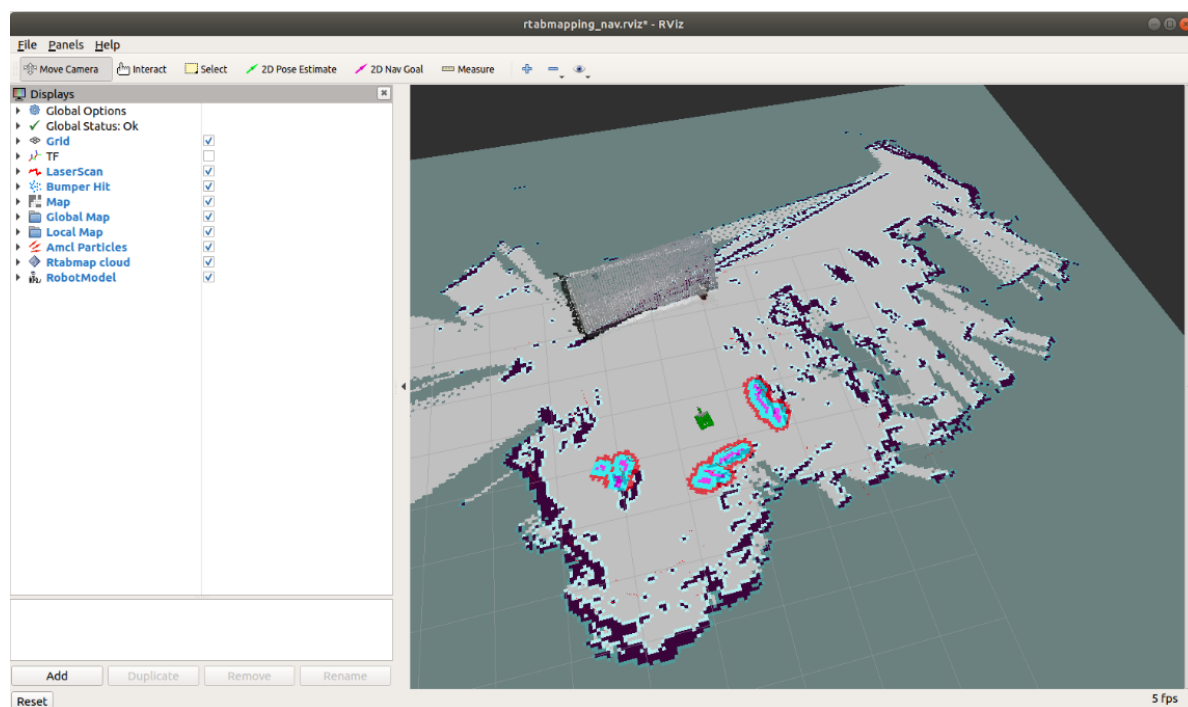 rtabmapping_nav.rviz* - RViz
File Panels Help
Move Camera Interact Select 2D Pose Estimate 2D Nav Goal Measure
Displays
Global Options
Global Status: Ok
Grid
TF
LaserScan
Bumper Hit
Map
Global Map
Local Map
Amcl Particles
Rtabmap cloud
RobotModel
Add Duplicate Remove Rename
Reset 5 fps